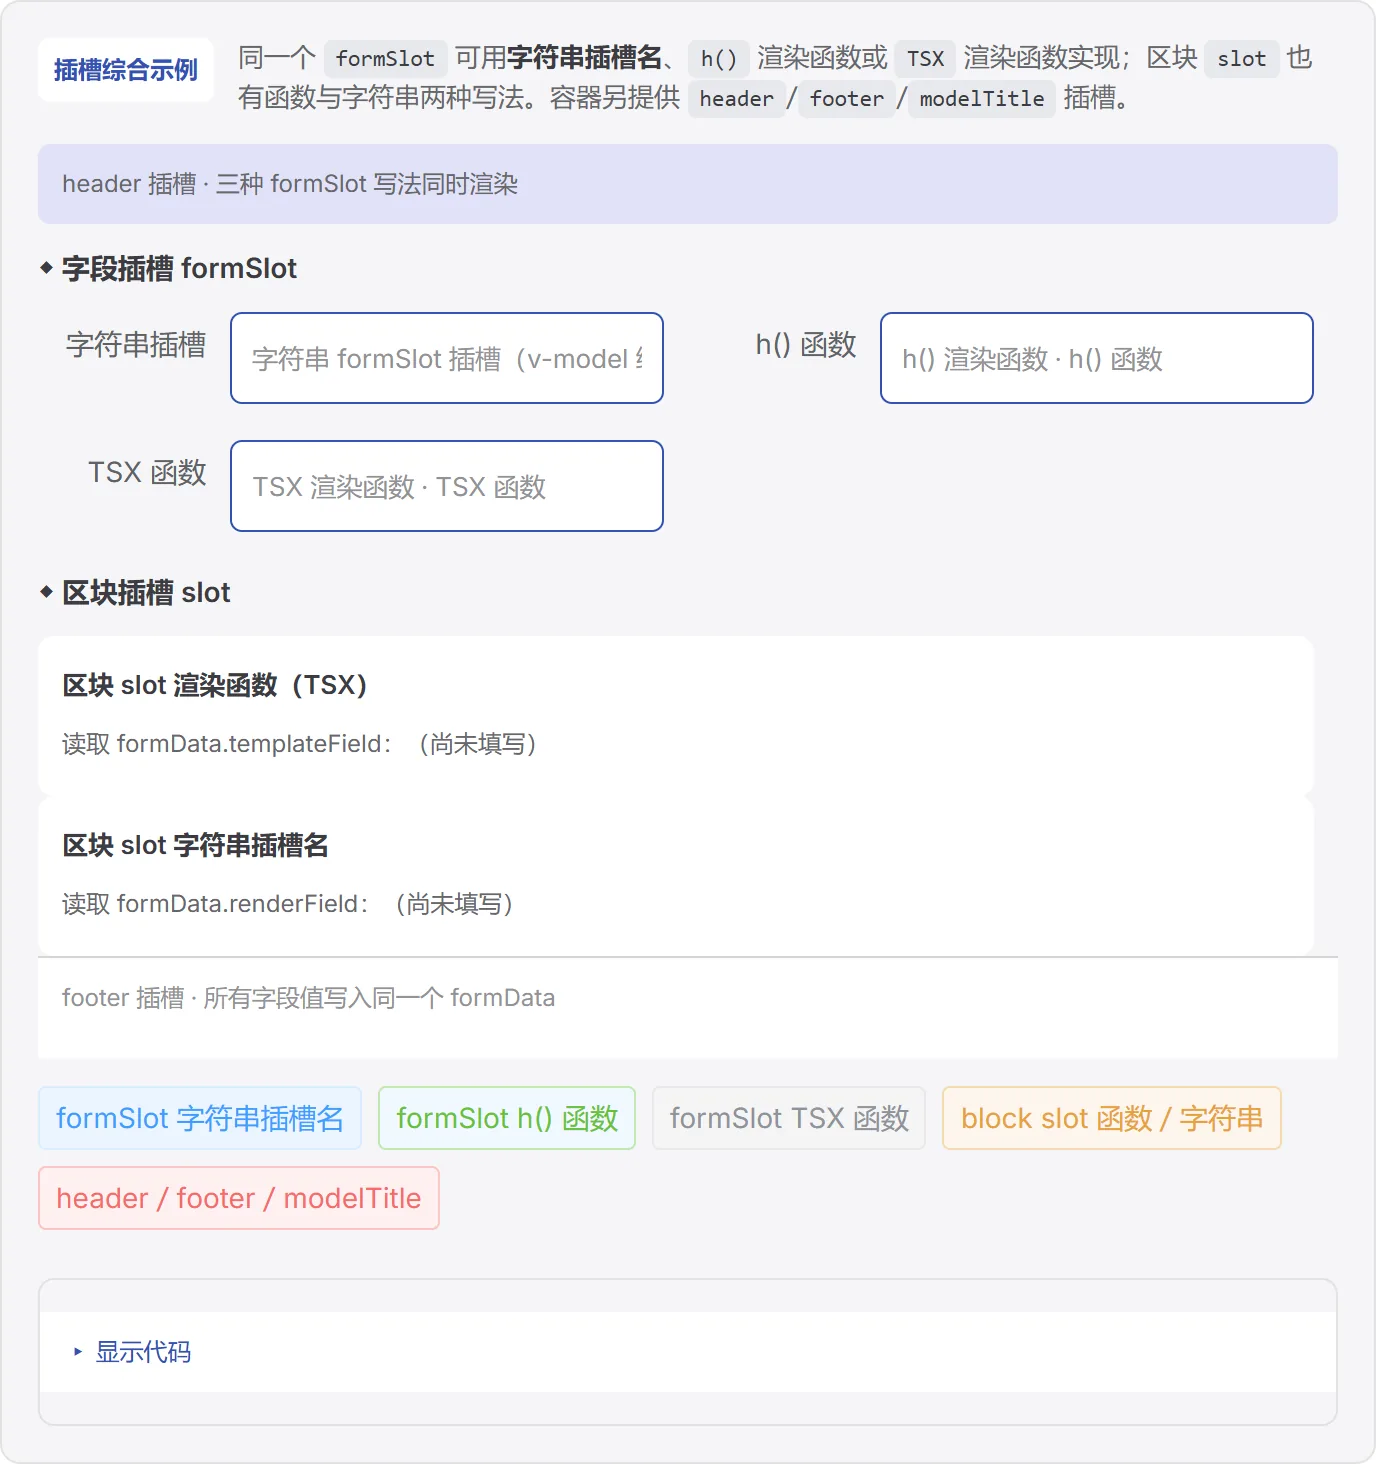 插槽综合示例
同一个 formSlot 可用字符串插槽名、 h() 渲染函数或 TSX 渲染函数实现；区块 slot 也
有函数与字符串两种写法。容器另提供 header / footer / modelTitle 插槽。
header 插槽 · 三种 formSlot 写法同时渲染
字段插槽 formSlot
字符串插槽
字符串 formSlot 插槽（v-model
h() 函数
h() 渲染函数 · h() 函数
TSX 函数
TSX 渲染函数 · TSX 函数
区块插槽 slot
区块 slot 渲染函数（TSX）
读取 formData.templateField： （尚未填写）
区块 slot 字符串插槽名
读取 formData.renderField： （尚未填写）
footer 插槽 · 所有字段值写入同一个 formData
formSlot 字符串插槽名
formSlot h() 函数
formSlot TSX 函数
block slot 函数 / 字符串
header / footer / modelTitle
显示代码